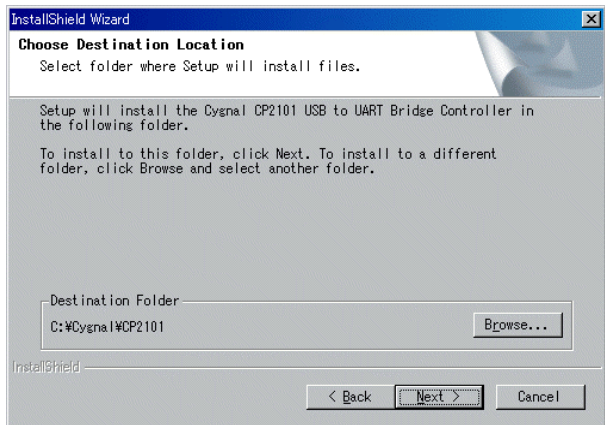 InstallShield Wizard
Choose Destination Location
Select folder where Setup will install files.
Setup will install the Cygnal CP2101 USB to UART Bridge Controller in
the following folder.
To install to this folder, click Next. To install to a different
folder, click Browse and select another folder.
Destination Folder
C:¥Cygnal¥CP2101
Browse...
InstallShield
< Back
Next >
Cancel